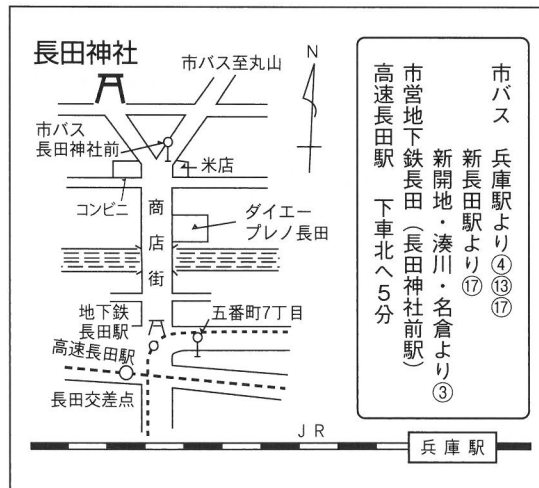 長田神社
市バス至丸山
N
市バス
長田神社前
米店
コンビニ
商店街
ダイエー
プレノ長田
地下鉄
長田駅
五番町7丁目
高速長田駅
長田交差点
JR
兵庫駅
市バス 兵庫駅より④⑬⑰
新長田駅より⑰
新開地・湊川・名倉より③
市営地下鉄長田（長田神社前駅）
高速長田駅 下車北へ5分